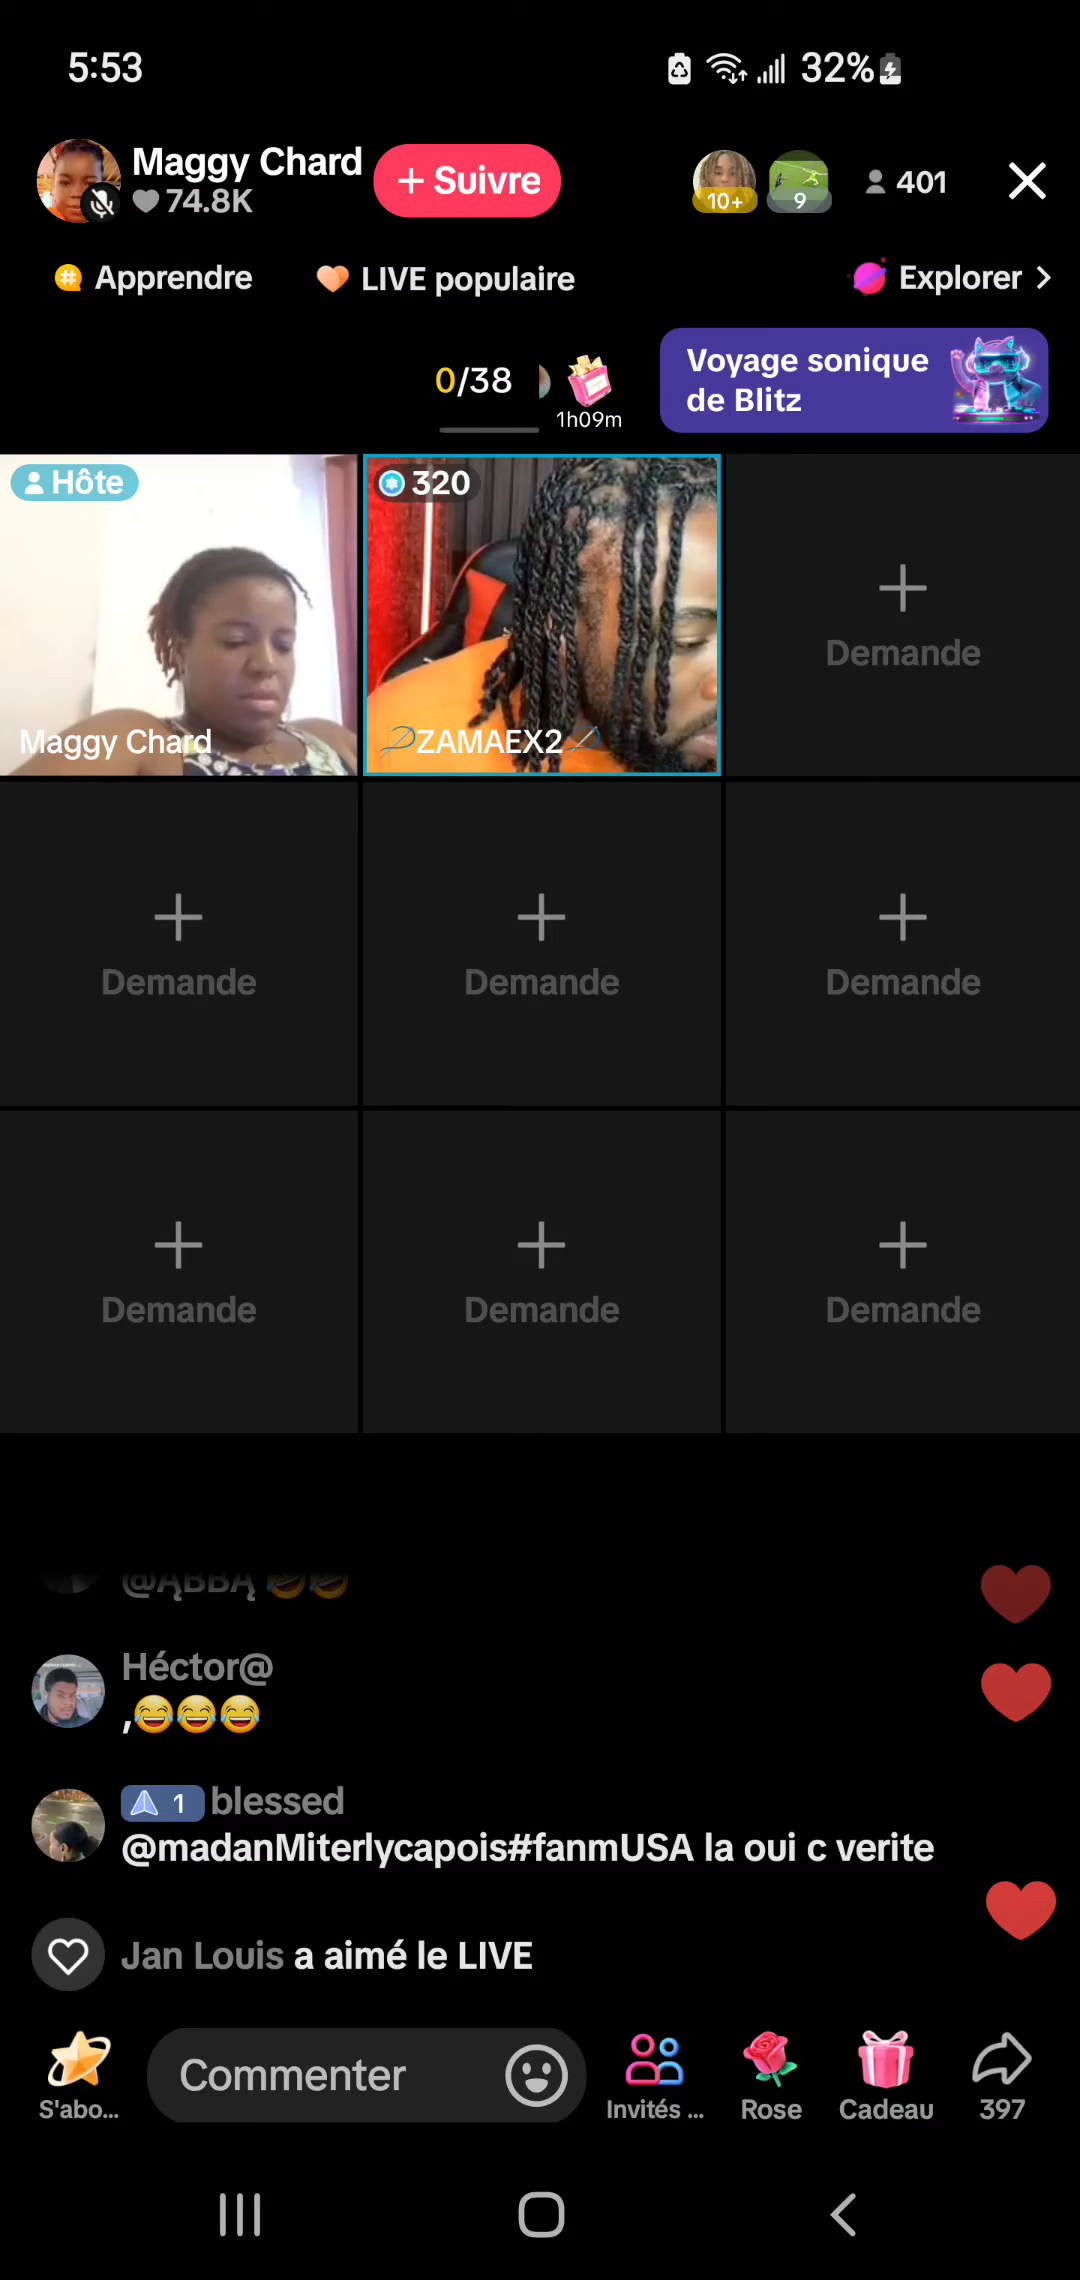 5:53
32%
Maggy Chard
74.8K
+ Suivre
10+
9
401
Apprendre
LIVE populaire
Explorer
0/38
1h09m
Voyage sonique
de Blitz
Hôte
320
Maggy Chard
ZAMAEX2
Demande
Demande
Demande
Demande
Demande
Demande
Demande
@ĄBBĄ 🤣🤣
Héctor@
,😂😂😂
1 blessed
@madanMiterlycapois#fanmUSA la oui c verite
Jan Louis a aimé le LIVE
S'abo...
Commenter
Invités ...
Rose
Cadeau
397